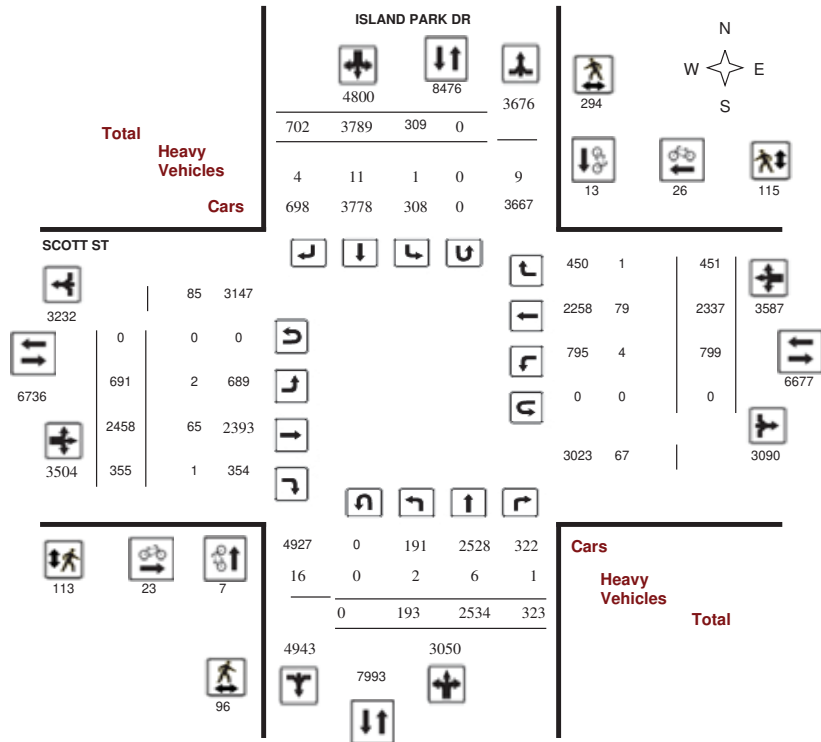 ISLAND PARK DR
N
W E
S
4800 8476 3676 294
702 3789 309 0
Total
Heavy
Vehicles
4 11 1 0 9
13 26 115
Cars 698 3778 308 0 3667
SCOTT ST
450 1 451
85 3147
3232
2258 79 2337 3587
0 0 0
6736
795 4 799
6677
691 2 689
0 0 0
2458 65 2393
3504
3023 67 3090
355 1 354
4927 0 191 2528 322 Cars
16 0 2 6 1 Heavy
Vehicles
113 23 7
0 193 2534 323 Total
4943 7993 3050
96